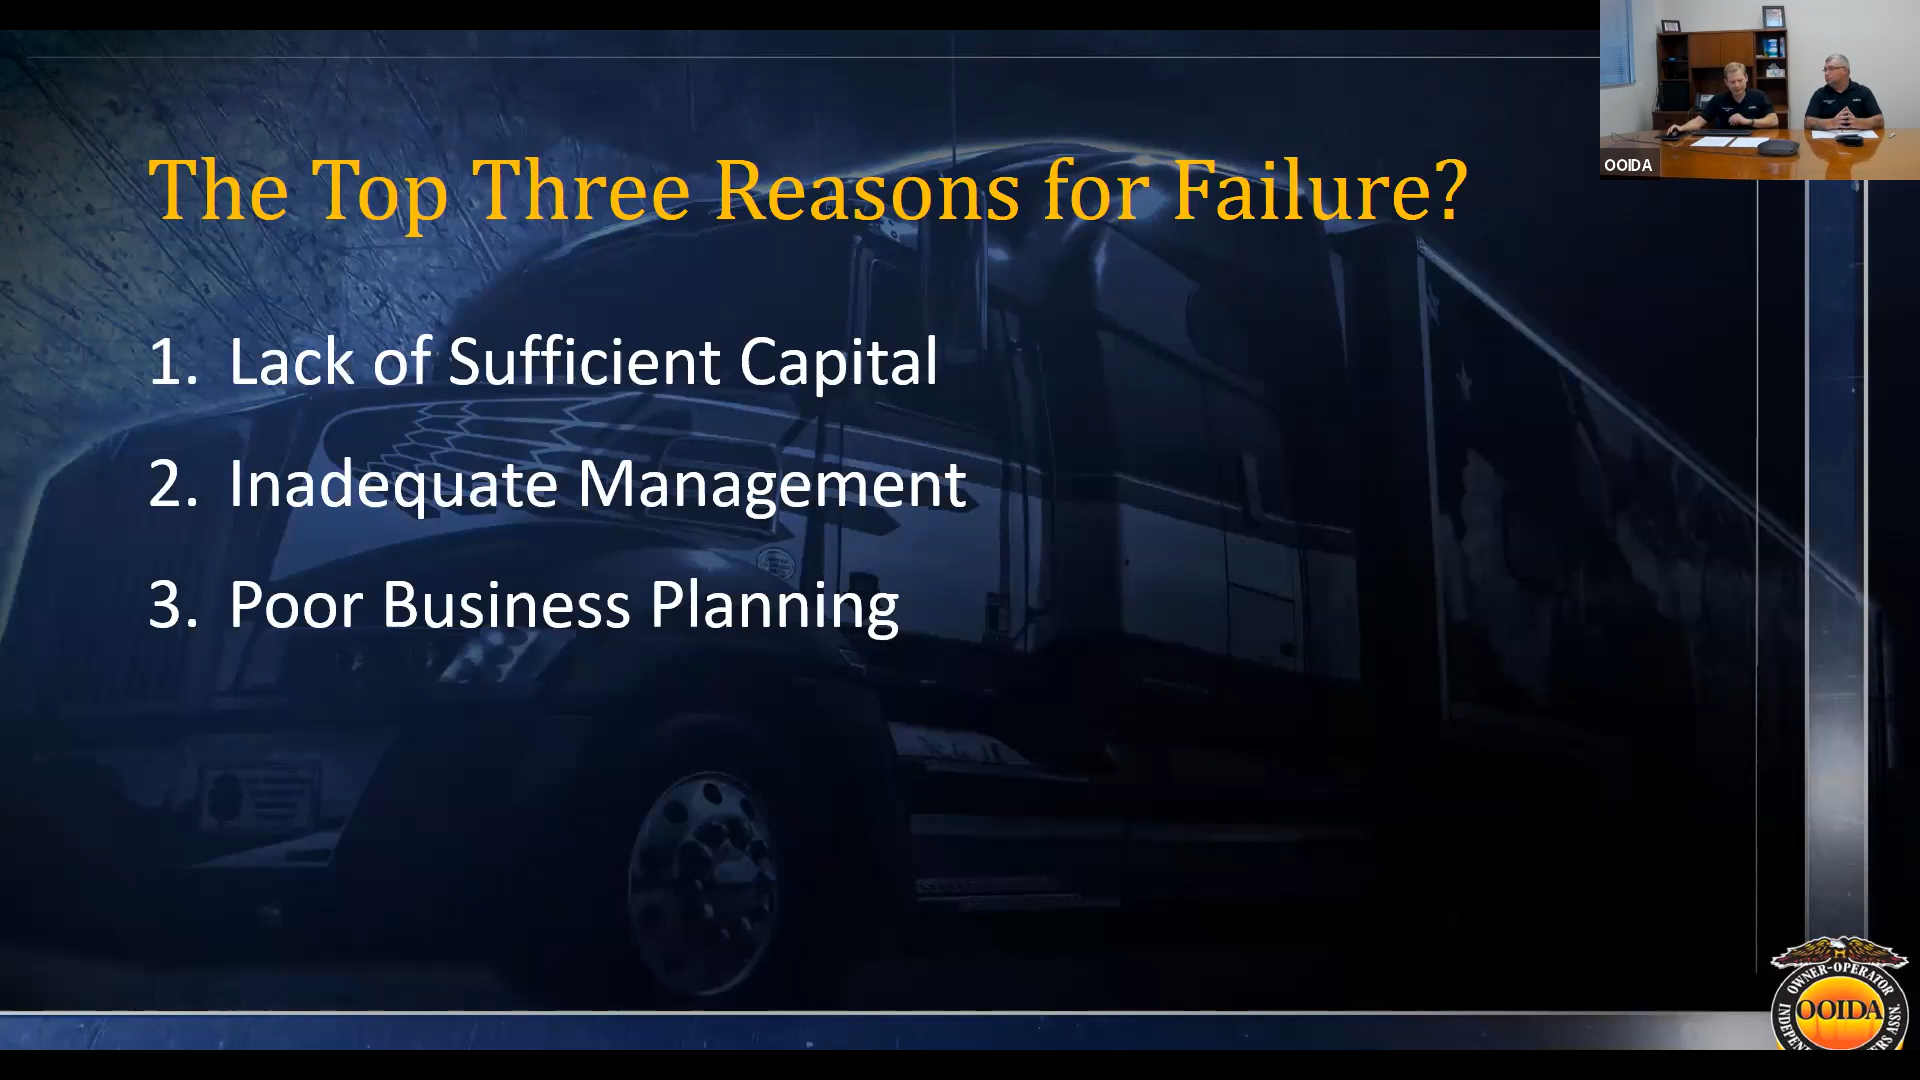 The Top Three Reasons for Failure?
OOIDA
1. Lack of Sufficient Capital
2. Inadequate Management
3. Poor Business Planning
OWNER-OPERATOR
OOIDA